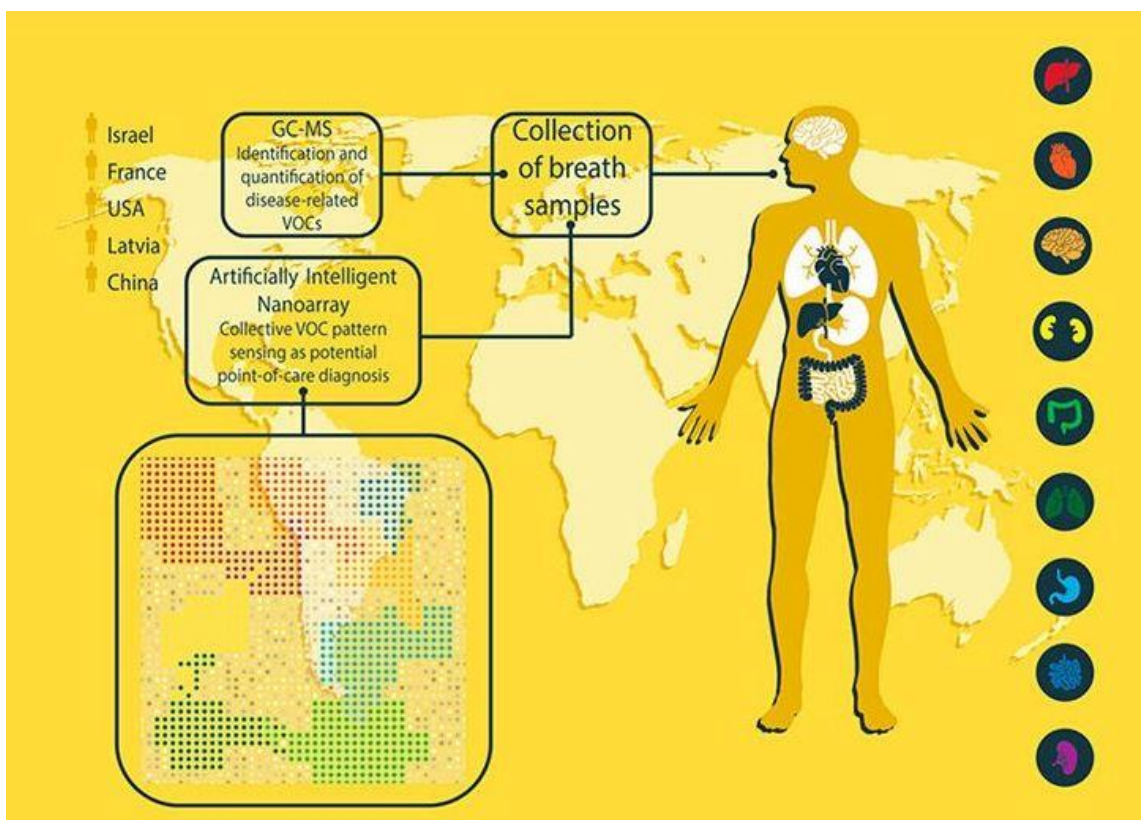 Israel
France
USA
Latvia
China
GC-MS
Identification and
quantification of
disease-related
VOCs
Collection
of breath
samples
Artificially Intelligent
Nanoarray
Collective VOC pattern
sensing as potential
point-of-care diagnosis